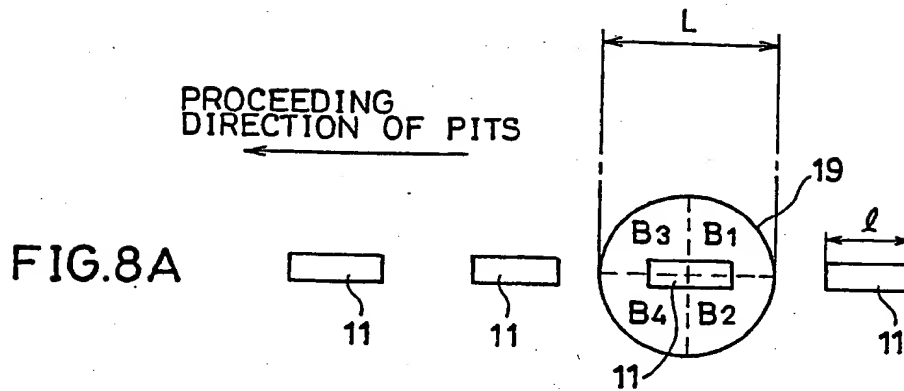 L
PROCEEDING
DIRECTION OF PITS
19
B3 B1
ℓ
FIG.8A
B4 B2
11 11 11 11